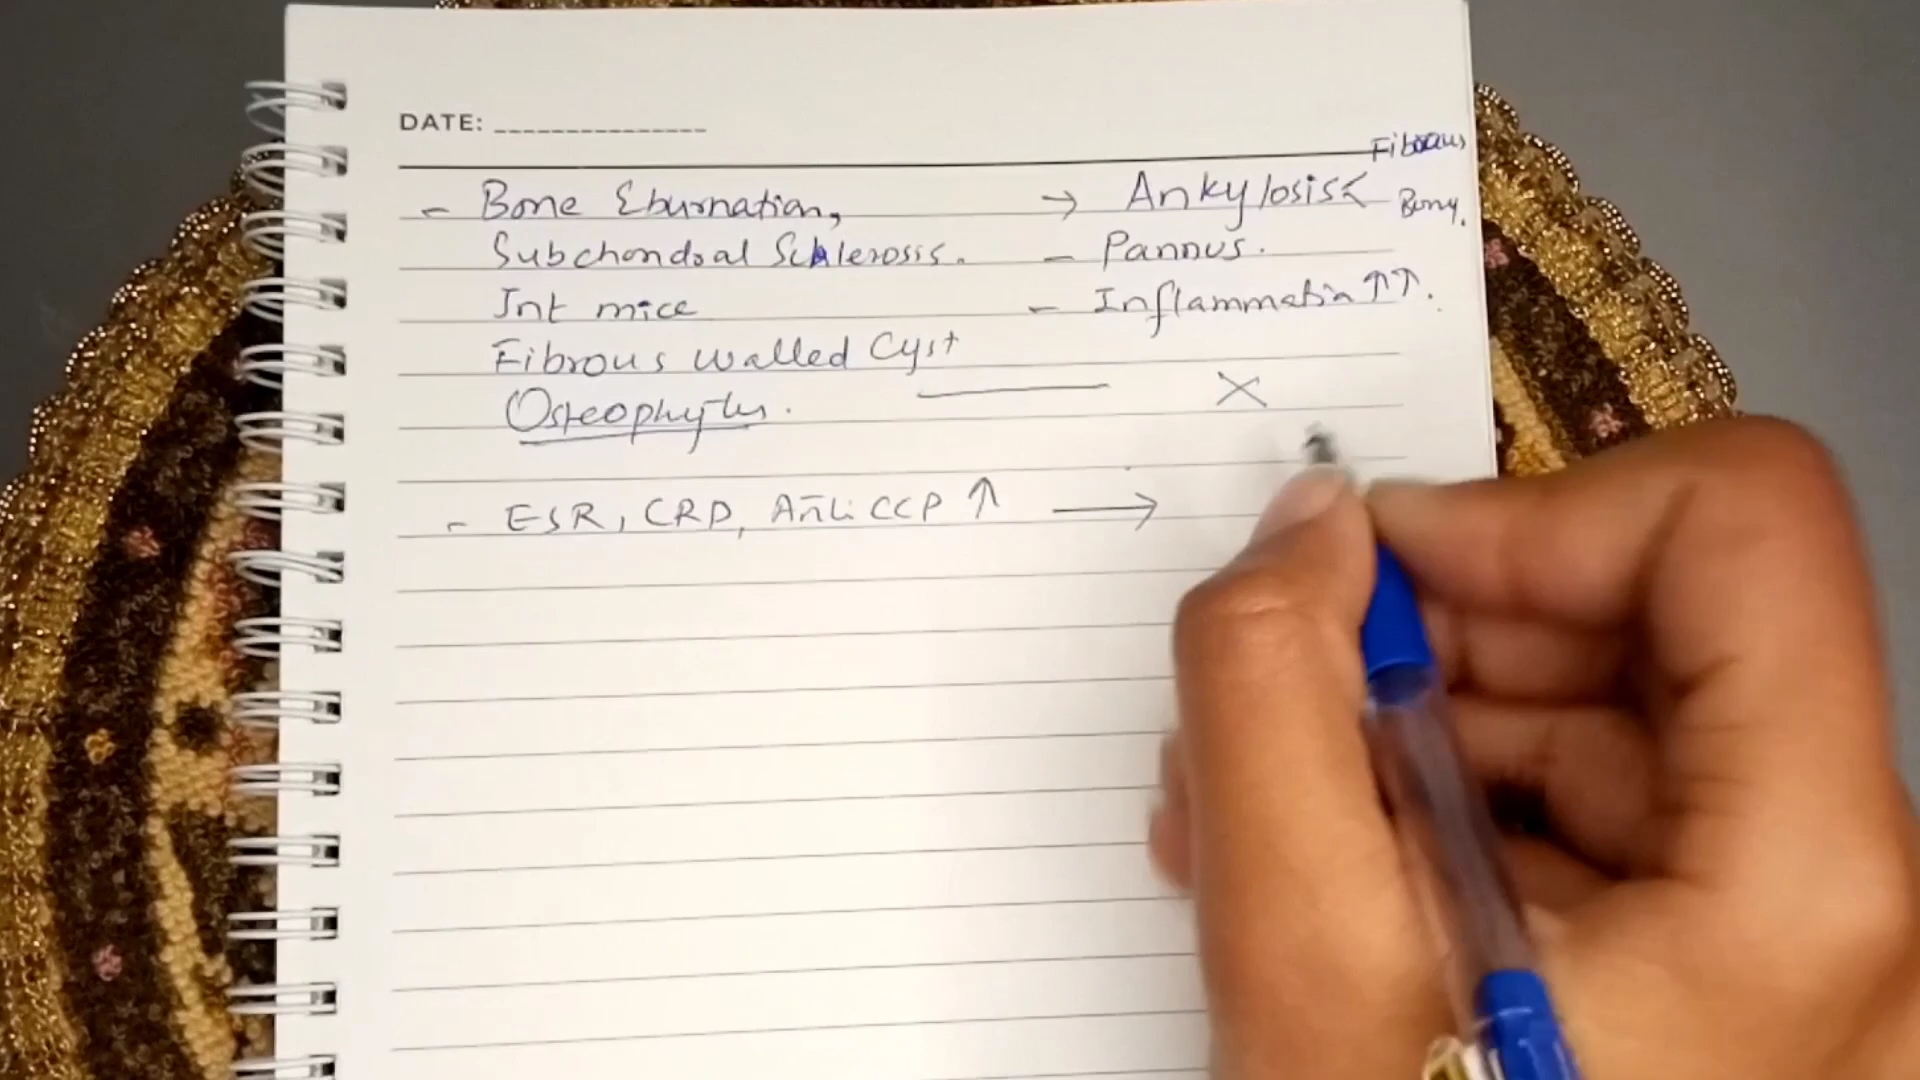 DATE: _______________
Fibrous
- Bone Eburnation, → Ankylosis <
Bony.
Subchondral Sclerosis. - Pannus.
Jnt mice - Inflammation ↑↑.
Fibrous walled Cyst
Osteophytes. —— X
- ESR, CRP, Anti CCP ↑ →